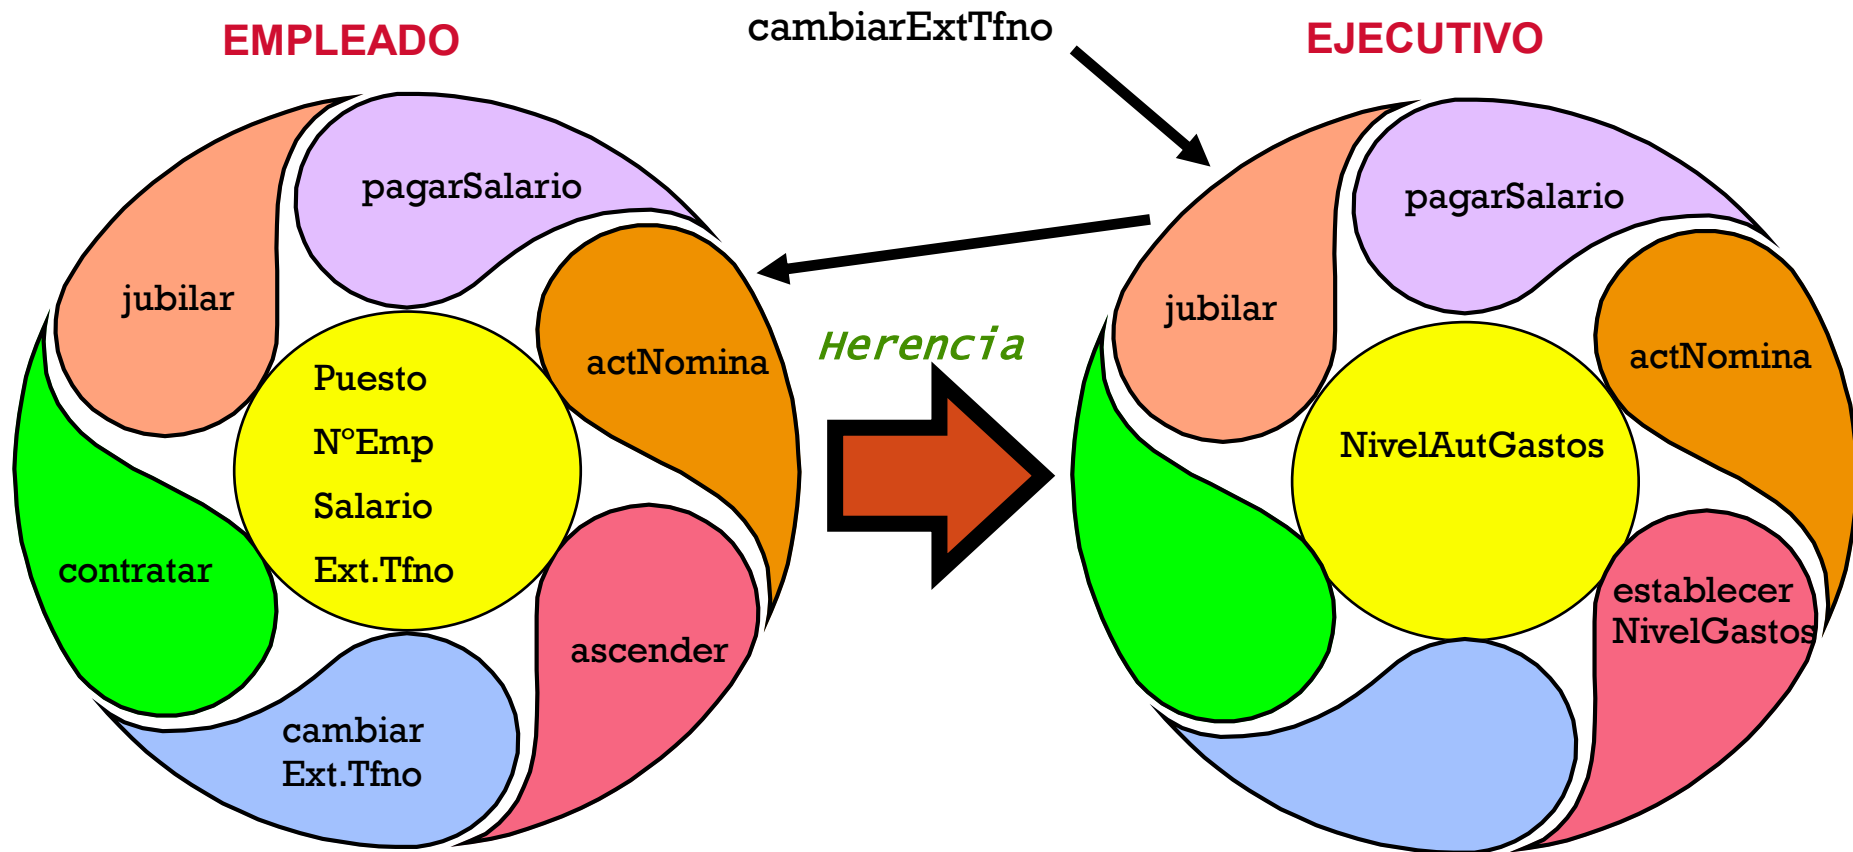 cambiarExtTfno
EMPLEADO
pagarSalario
jubilar
actNomina
Puesto
NºEmp
Salario
Ext.Tfno
contratar
ascender
cambiar
Ext.Tfno
Herencia
EJECUTIVO
pagarSalario
jubilar
actNomina
NivelAutGastos
establecer
NivelGastos